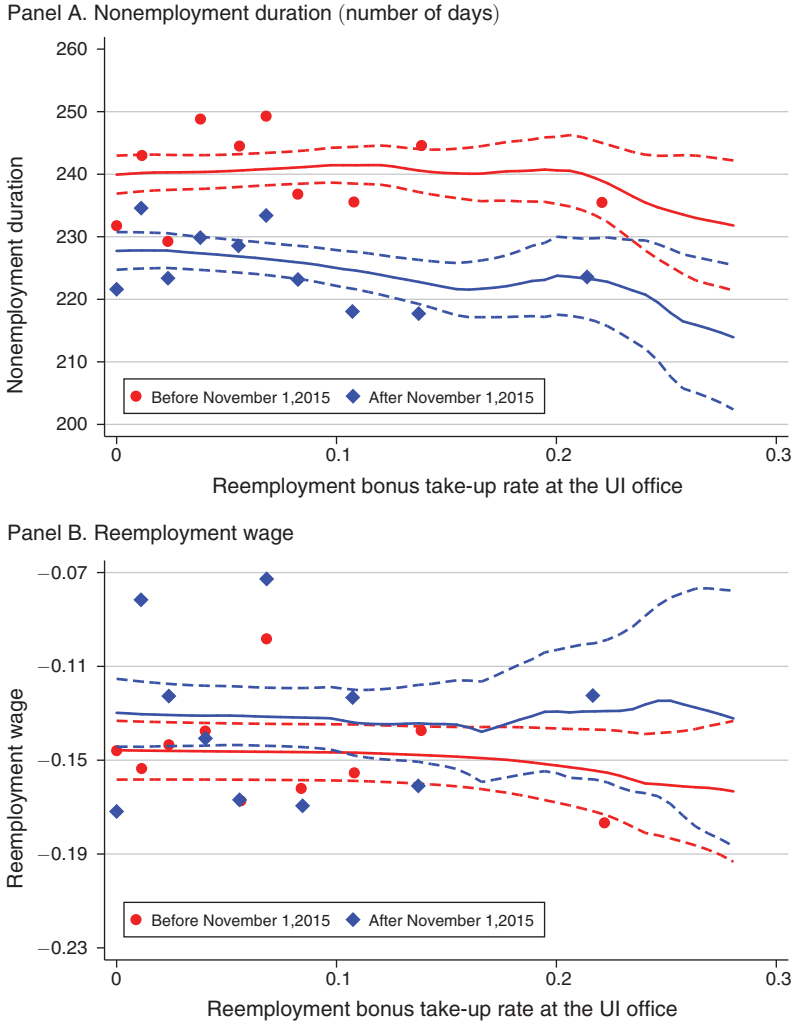 Panel A. Nonemployment duration (number of days)
260
250
240
230
220
210
200
Nonemployment duration
Before November 1,2015
After November 1,2015
0
0.1
0.2
0.3
Reemployment bonus take-up rate at the UI office
Panel B. Reemployment wage
−0.07
−0.11
−0.15
−0.19
−0.23
Reemployment wage
Before November 1,2015
After November 1,2015
0
0.1
0.2
0.3
Reemployment bonus take-up rate at the UI office